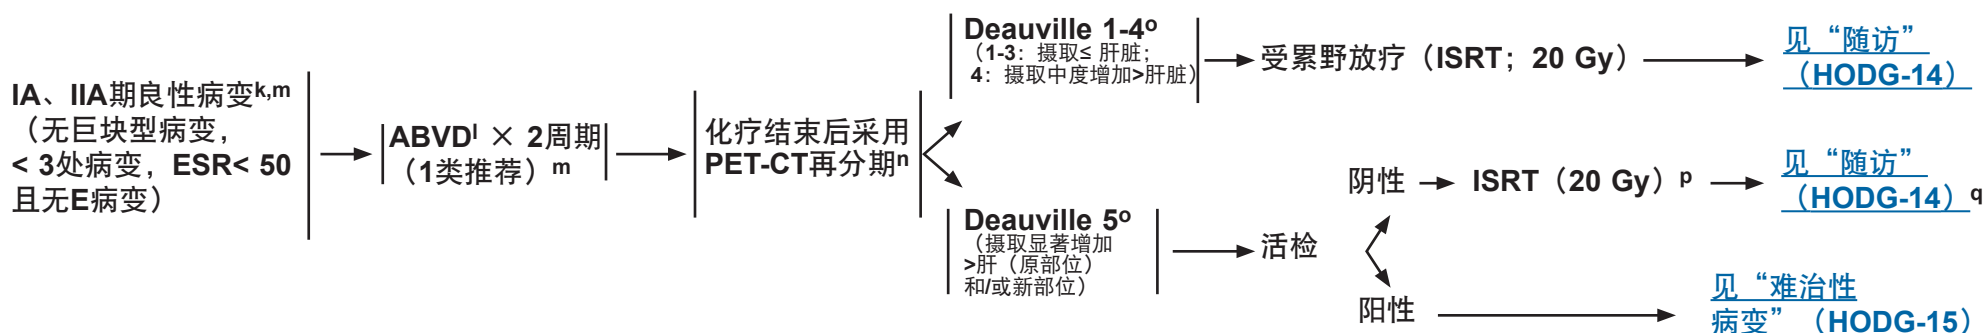 IA、IIA期良性病变k,m
（无巨块型病变，
< 3处病变，ESR< 50
且无E病变）
ABVDl × 2周期
（1类推荐）m
化疗结束后采用
PET-CT再分期n
Deauville 1-4o
（1-3：摄取≤ 肝脏；
4：摄取中度增加>肝脏）
受累野放疗（ISRT；20 Gy）
见“随访”
（HODG-14）
Deauville 5o
（摄取显著增加
>肝（原部位）
和/或新部位）
活检
阴性
ISRT（20 Gy）p
见“随访”
（HODG-14）q
阳性
见“难治性
病变”（HODG-15）